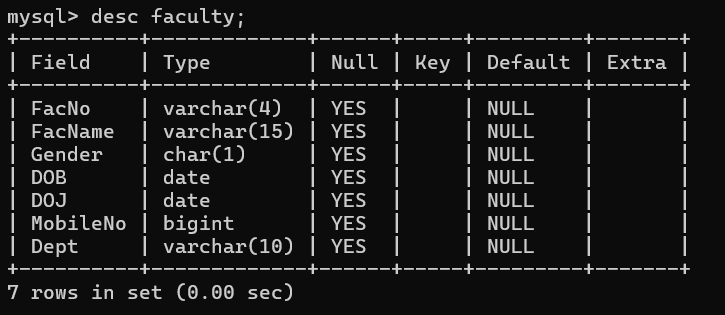 mysql> desc faculty;
+-----------+-------------+------+-----+---------+-------+
| Field     | Type        | Null | Key | Default | Extra |
+-----------+-------------+------+-----+---------+-------+
| FacNo     | varchar(4)  | YES  |     | NULL    |       |
| FacName   | varchar(15) | YES  |     | NULL    |       |
| Gender    | char(1)     | YES  |     | NULL    |       |
| DOB       | date        | YES  |     | NULL    |       |
| DOJ       | date        | YES  |     | NULL    |       |
| MobileNo  | bigint      | YES  |     | NULL    |       |
| Dept      | varchar(10) | YES  |     | NULL    |       |
+-----------+-------------+------+-----+---------+-------+
7 rows in set (0.00 sec)